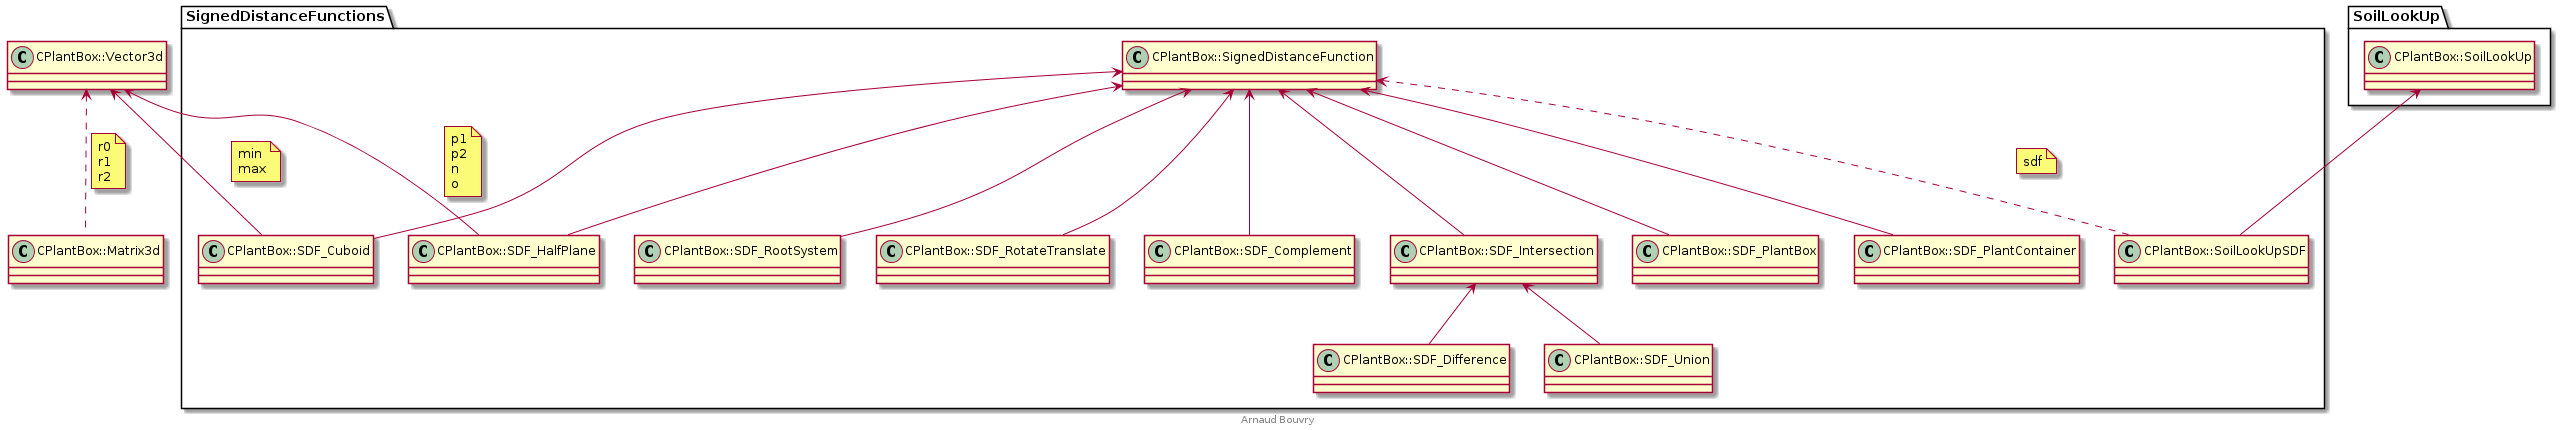 SignedDistanceFunctions
SoilLookUp
C CPlantBox::Vector3d
C CPlantBox::SignedDistanceFunction
C CPlantBox::SoilLookUp
r0
r1
r2
min
max
p1
p2
n
o
sdf
C CPlantBox::Matrix3d
C CPlantBox::SDF_Cuboid
C CPlantBox::SDF_HalfPlane
C CPlantBox::SDF_RootSystem
C CPlantBox::SDF_RotateTranslate
C CPlantBox::SDF_Complement
C CPlantBox::SDF_Intersection
C CPlantBox::SDF_PlantBox
C CPlantBox::SDF_PlantContainer
C CPlantBox::SoilLookUpSDF
C CPlantBox::SDF_Difference
C CPlantBox::SDF_Union
Arnaud Bouvry